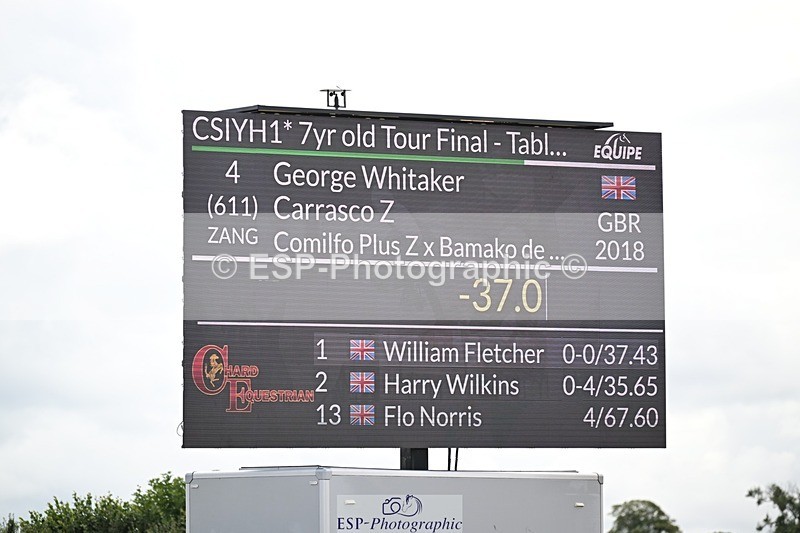 CSIYH1* 7yr old Tour Final - Tabl...
EQUIPE
4 George Whitaker
(611) Carrasco Z GBR
ZANG Comilfo Plus Z x Bamako de ... 2018
© ESP-Photographic ©
-37.0
1 William Fletcher 0-0/37.43
2 Harry Wilkins 0-4/35.65
13 Flo Norris 4/67.60
CHARD
EQUESTRIAN
ESP-Photographic